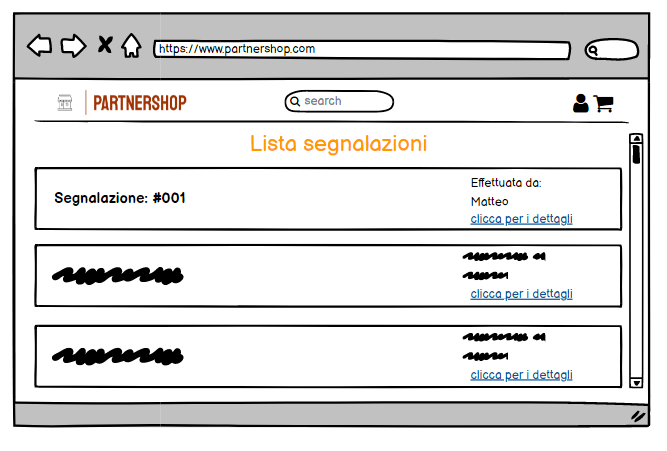 https://www.partnershop.com
PARTNERSHOP
search
Lista segnalazioni
Segnalazione: #001
Effettuata da:
Matteo
clicca per i dettagli
clicca per i dettagli
clicca per i dettagli